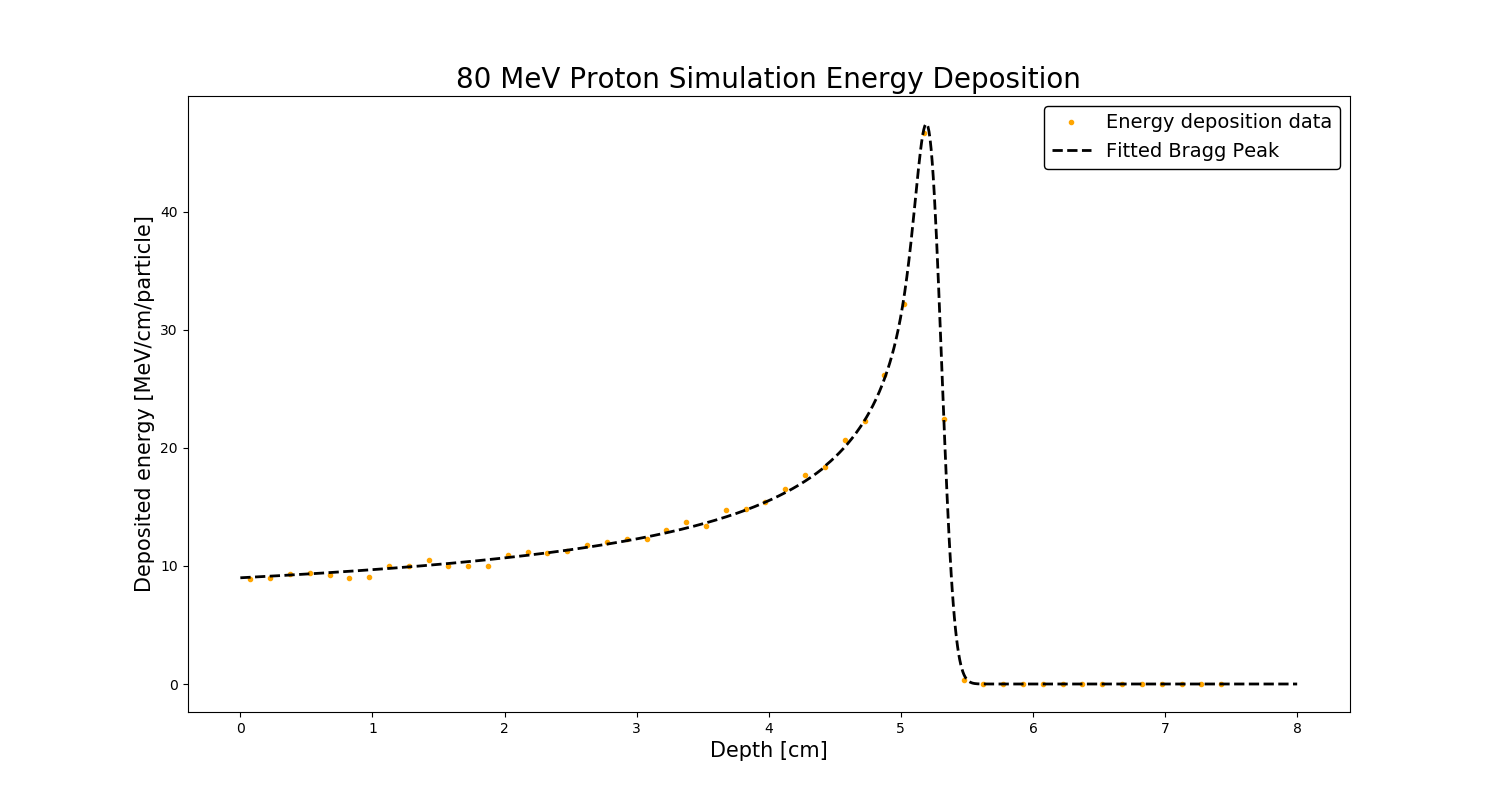 80 MeV Proton Simulation Energy Deposition
Energy deposition data
Fitted Bragg Peak
Deposited energy [MeV/cm/particle]
40
30
20
10
0
0 1 2 3 4 5 6 7 8
Depth [cm]